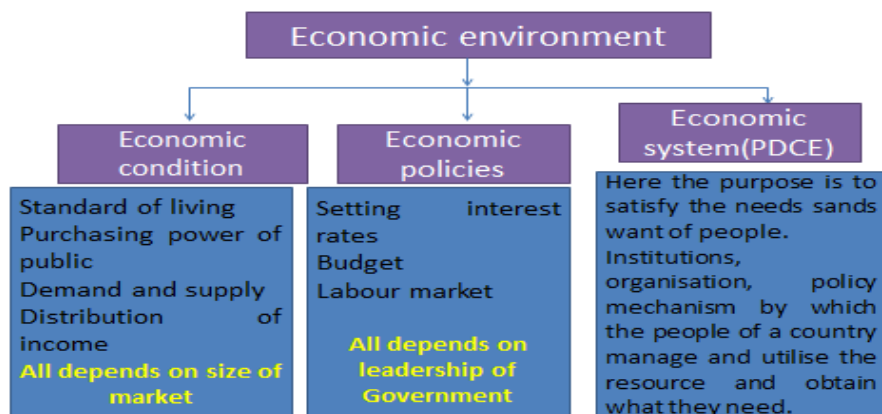 Economic environment
Economic
condition
Standard of living
Purchasing power of
public
Demand and supply
Distribution of
income
All depends on size of
market
Economic
policies
Setting interest
rates
Budget
Labour market
All depends on
leadership of
Government
Economic
system(PDCE)
Here the purpose is to
satisfy the needs sands
want of people.
Institutions,
organisation, policy
mechanism by which
the people of a country
manage and utilise the
resource and obtain
what they need.